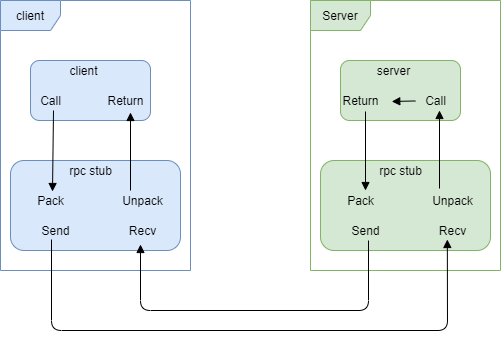 client
client
Call Return
rpc stub
Pack Unpack
Send Recv
Server
server
Return Call
rpc stub
Pack Unpack
Send Recv